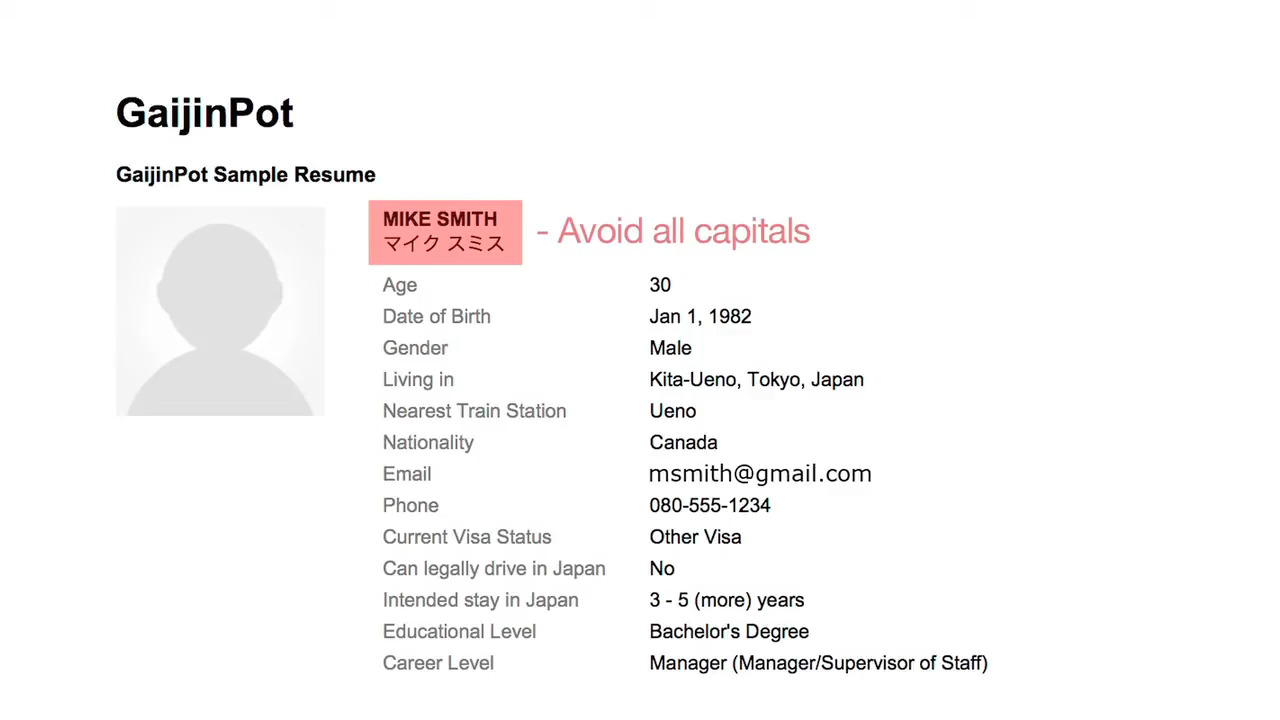 GaijinPot
GaijinPot Sample Resume
MIKE SMITH
マイク スミス
- Avoid all capitals
Age 30
Date of Birth Jan 1, 1982
Gender Male
Living in Kita-Ueno, Tokyo, Japan
Nearest Train Station Ueno
Nationality Canada
Email msmith@gmail.com
Phone 080-555-1234
Current Visa Status Other Visa
Can legally drive in Japan No
Intended stay in Japan 3 - 5 (more) years
Educational Level Bachelor's Degree
Career Level Manager (Manager/Supervisor of Staff)